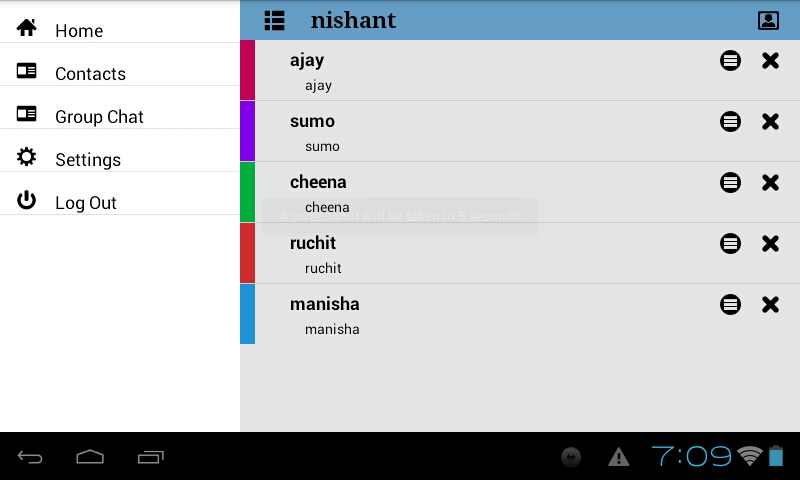 Home
Contacts
Group Chat
Settings
Log Out
nishant
ajay
ajay
sumo
sumo
cheena
cheena
A screenshot will be taken in 5 seconds
ruchit
ruchit
manisha
manisha
7:09